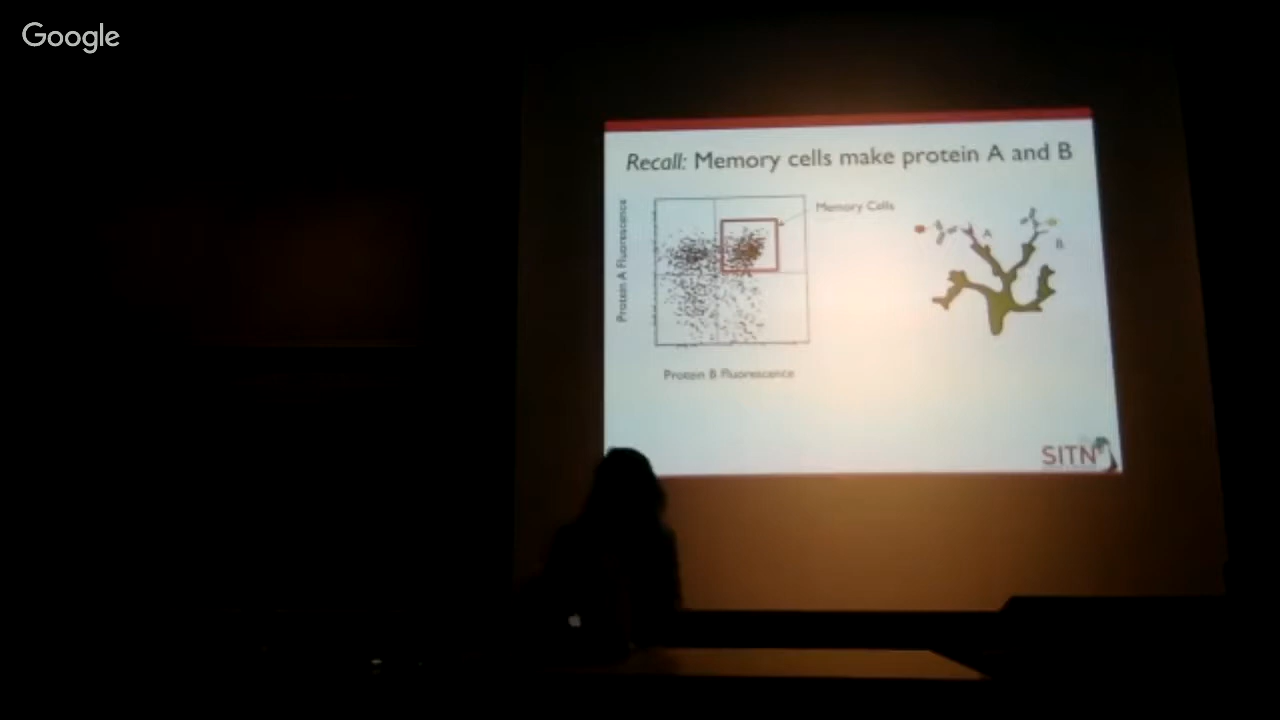 Google
Recall: Memory cells make protein A and B
Protein A Fluorescence
Memory Cells
A
B
Protein B Fluorescence
SITN